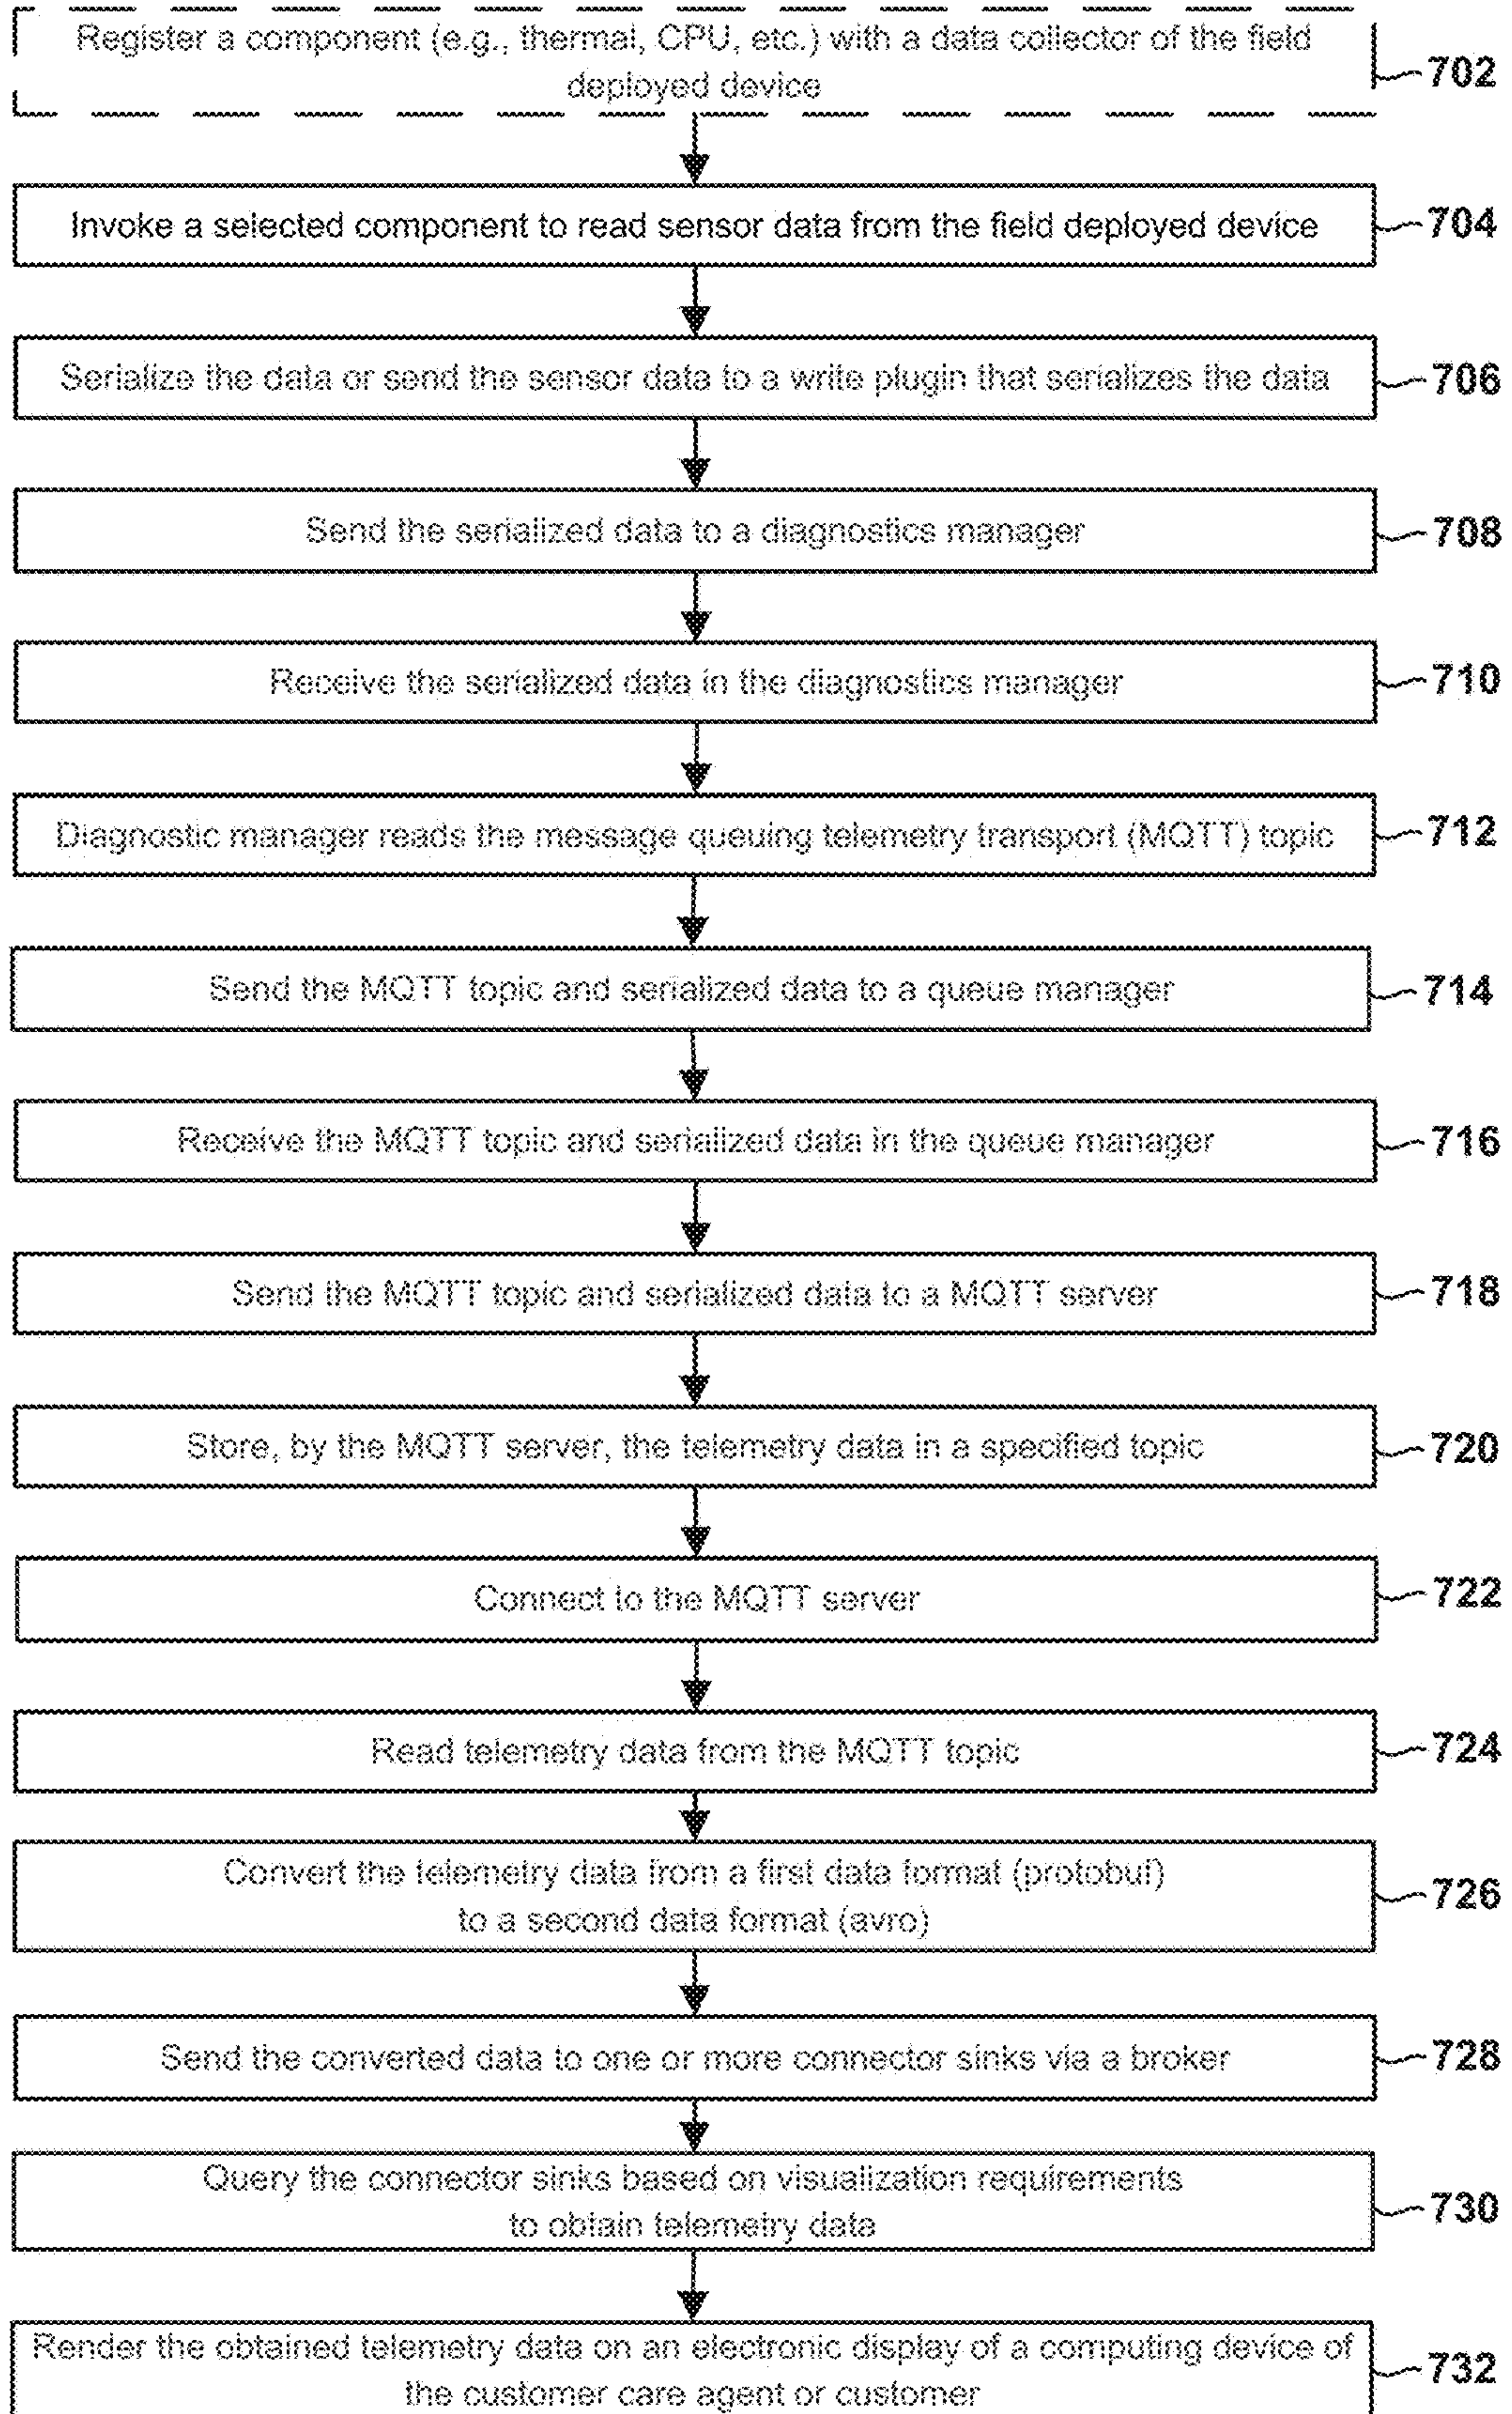 Register a component (e.g., thermal, CPU, etc.) with a data collector of the field
deployed device
702
Invoke a selected component to read sensor data from the field deployed device
704
Serialize the data or send the sensor data to a write plugin that serializes the data
706
Send the serialized data to a diagnostics manager
708
Receive the serialized data in the diagnostics manager
710
Diagnostic manager reads the message queuing telemetry transport (MQTT) topic
712
Send the MQTT topic and serialized data to a queue manager
714
Receive the MQTT topic and serialized data in the queue manager
716
Send the MQTT topic and serialized data to a MQTT server
718
Store, by the MQTT server, the telemetry data in a specified topic
720
Connect to the MQTT server
722
Read telemetry data from the MQTT topic
724
Convert the telemetry data from a first data format (protobuf)
to a second data format (avro)
726
Send the converted data to one or more connector sinks via a broker
728
Query the connector sinks based on visualization requirements
to obtain telemetry data
730
Render the obtained telemetry data on an electronic display of a computing device of
the customer care agent or customer
732